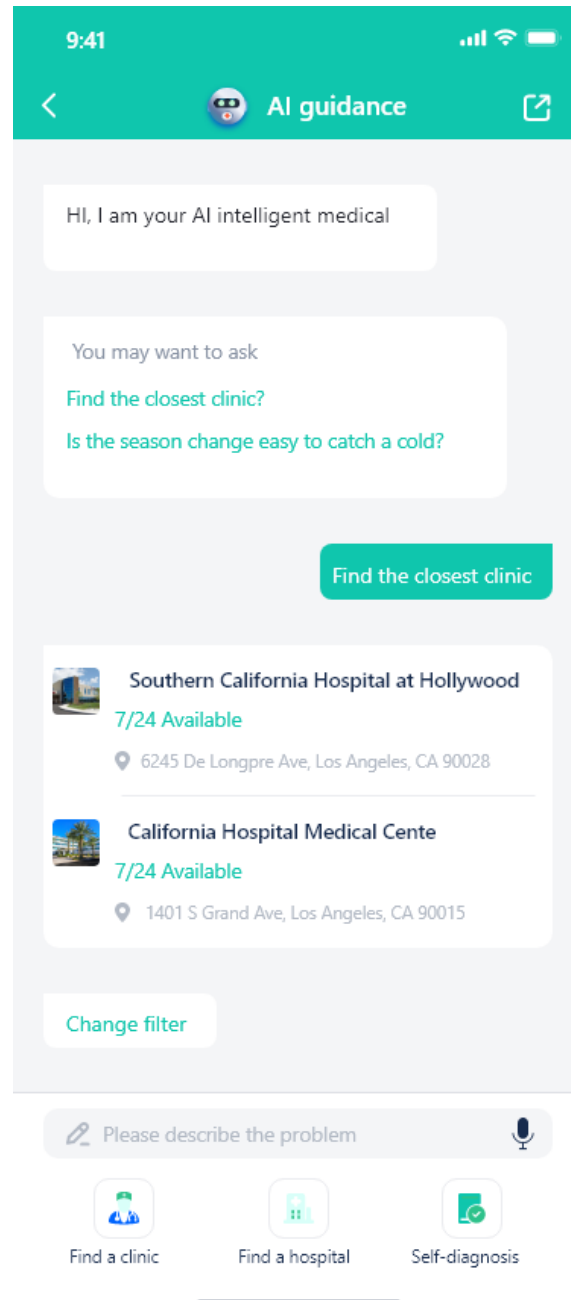 9:41
AI guidance
HI, I am your AI intelligent medical
You may want to ask
Find the closest clinic?
Is the season change easy to catch a cold?
Find the closest clinic
Southern California Hospital at Hollywood
7/24 Available
6245 De Longpre Ave, Los Angeles, CA 90028
California Hospital Medical Cente
7/24 Available
1401 S Grand Ave, Los Angeles, CA 90015
Change filter
Please describe the problem
Find a clinic
Find a hospital
Self-diagnosis